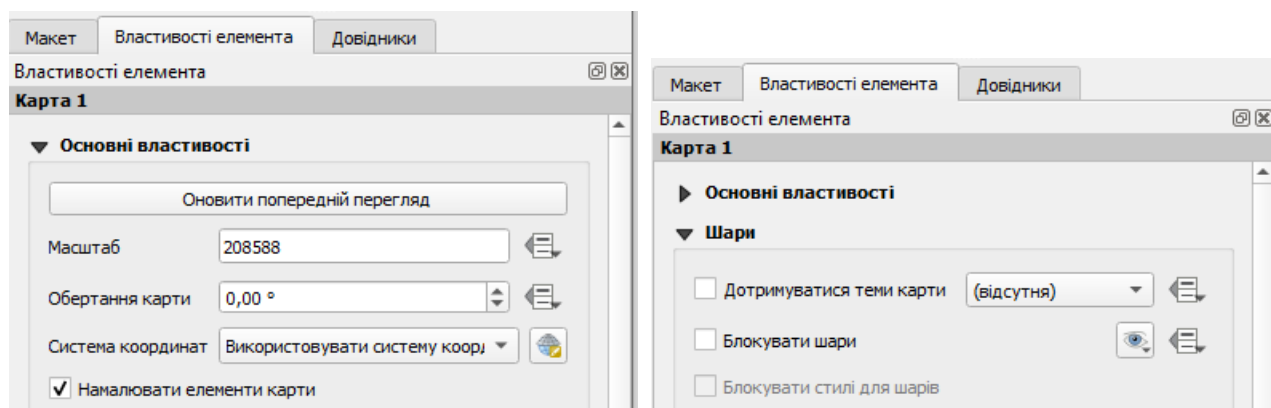 Макет Властивості елемента Довідники
Властивості елемента
Карта 1
Основні властивості
Оновити попередній перегляд
Масштаб 208588
Обертання карти 0,00 °
Система координат Використовувати систему коорд
Намалювати елементи карти
Макет Властивості елемента Довідники
Властивості елемента
Карта 1
Основні властивості
Шари
Дотримуватися теми карти (відсутня)
Блокувати шари
Блокувати стилі для шарів